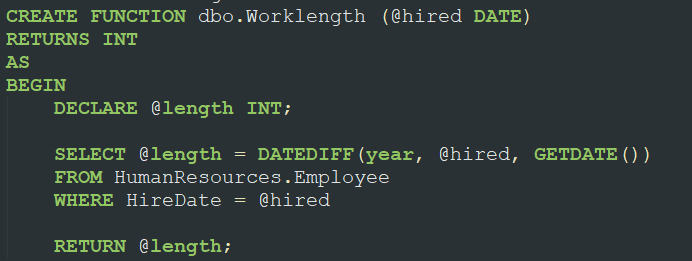 CREATE FUNCTION dbo.Worklength (@hired DATE)
RETURNS INT
AS
BEGIN
    DECLARE @length INT;

    SELECT @length = DATEDIFF(year, @hired, GETDATE())
    FROM HumanResources.Employee
    WHERE HireDate = @hired

    RETURN @length;